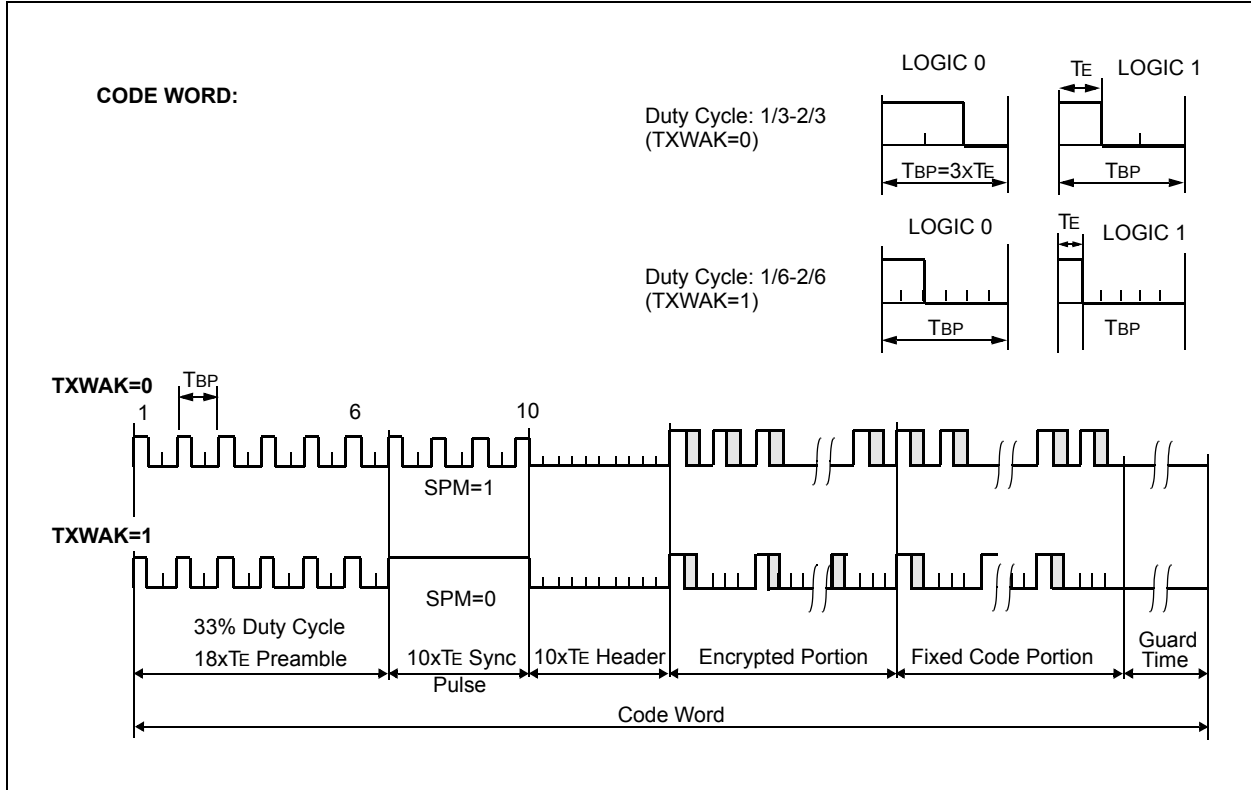 CODE WORD:
LOGIC 0
TE
LOGIC 1
Duty Cycle: 1/3-2/3
(TXWAK=0)
TBP=3XTE
TBP
LOGIC 0
TE
LOGIC 1
Duty Cycle: 1/6-2/6
(TXWAK=1)
TBP
TBP
TXWAK=0
TBP
1
6
10
SPM=1
TXWAK=1
SPM=0
33% Duty Cycle
18xTE Preamble
10xTE Sync
Pulse
10xTE Header
Encrypted Portion
Fixed Code Portion
Guard
Time
Code Word